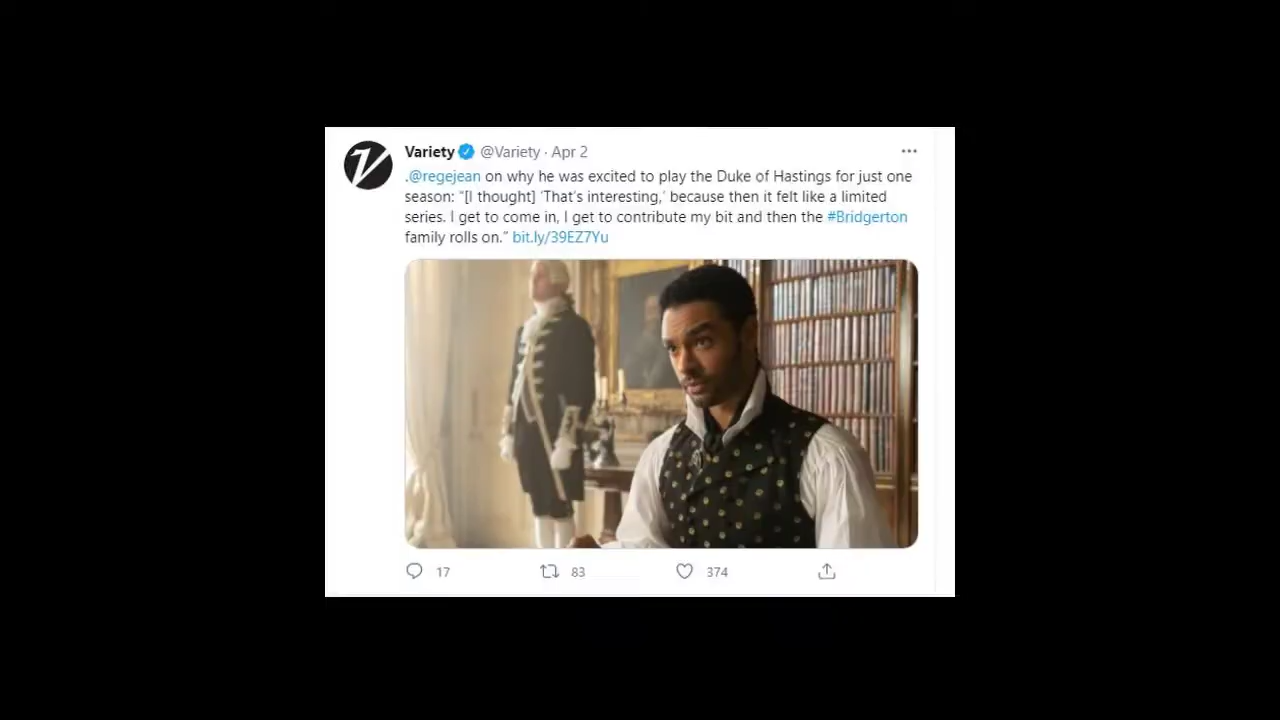 Variety @Variety · Apr 2
.@regejean on why he was excited to play the Duke of Hastings for just one
season: “[I thought] ‘That’s interesting,’ because then it felt like a limited
series. I get to come in, I get to contribute my bit and then the #Bridgerton
family rolls on.” bit.ly/39EZ7Yu
17 83 374